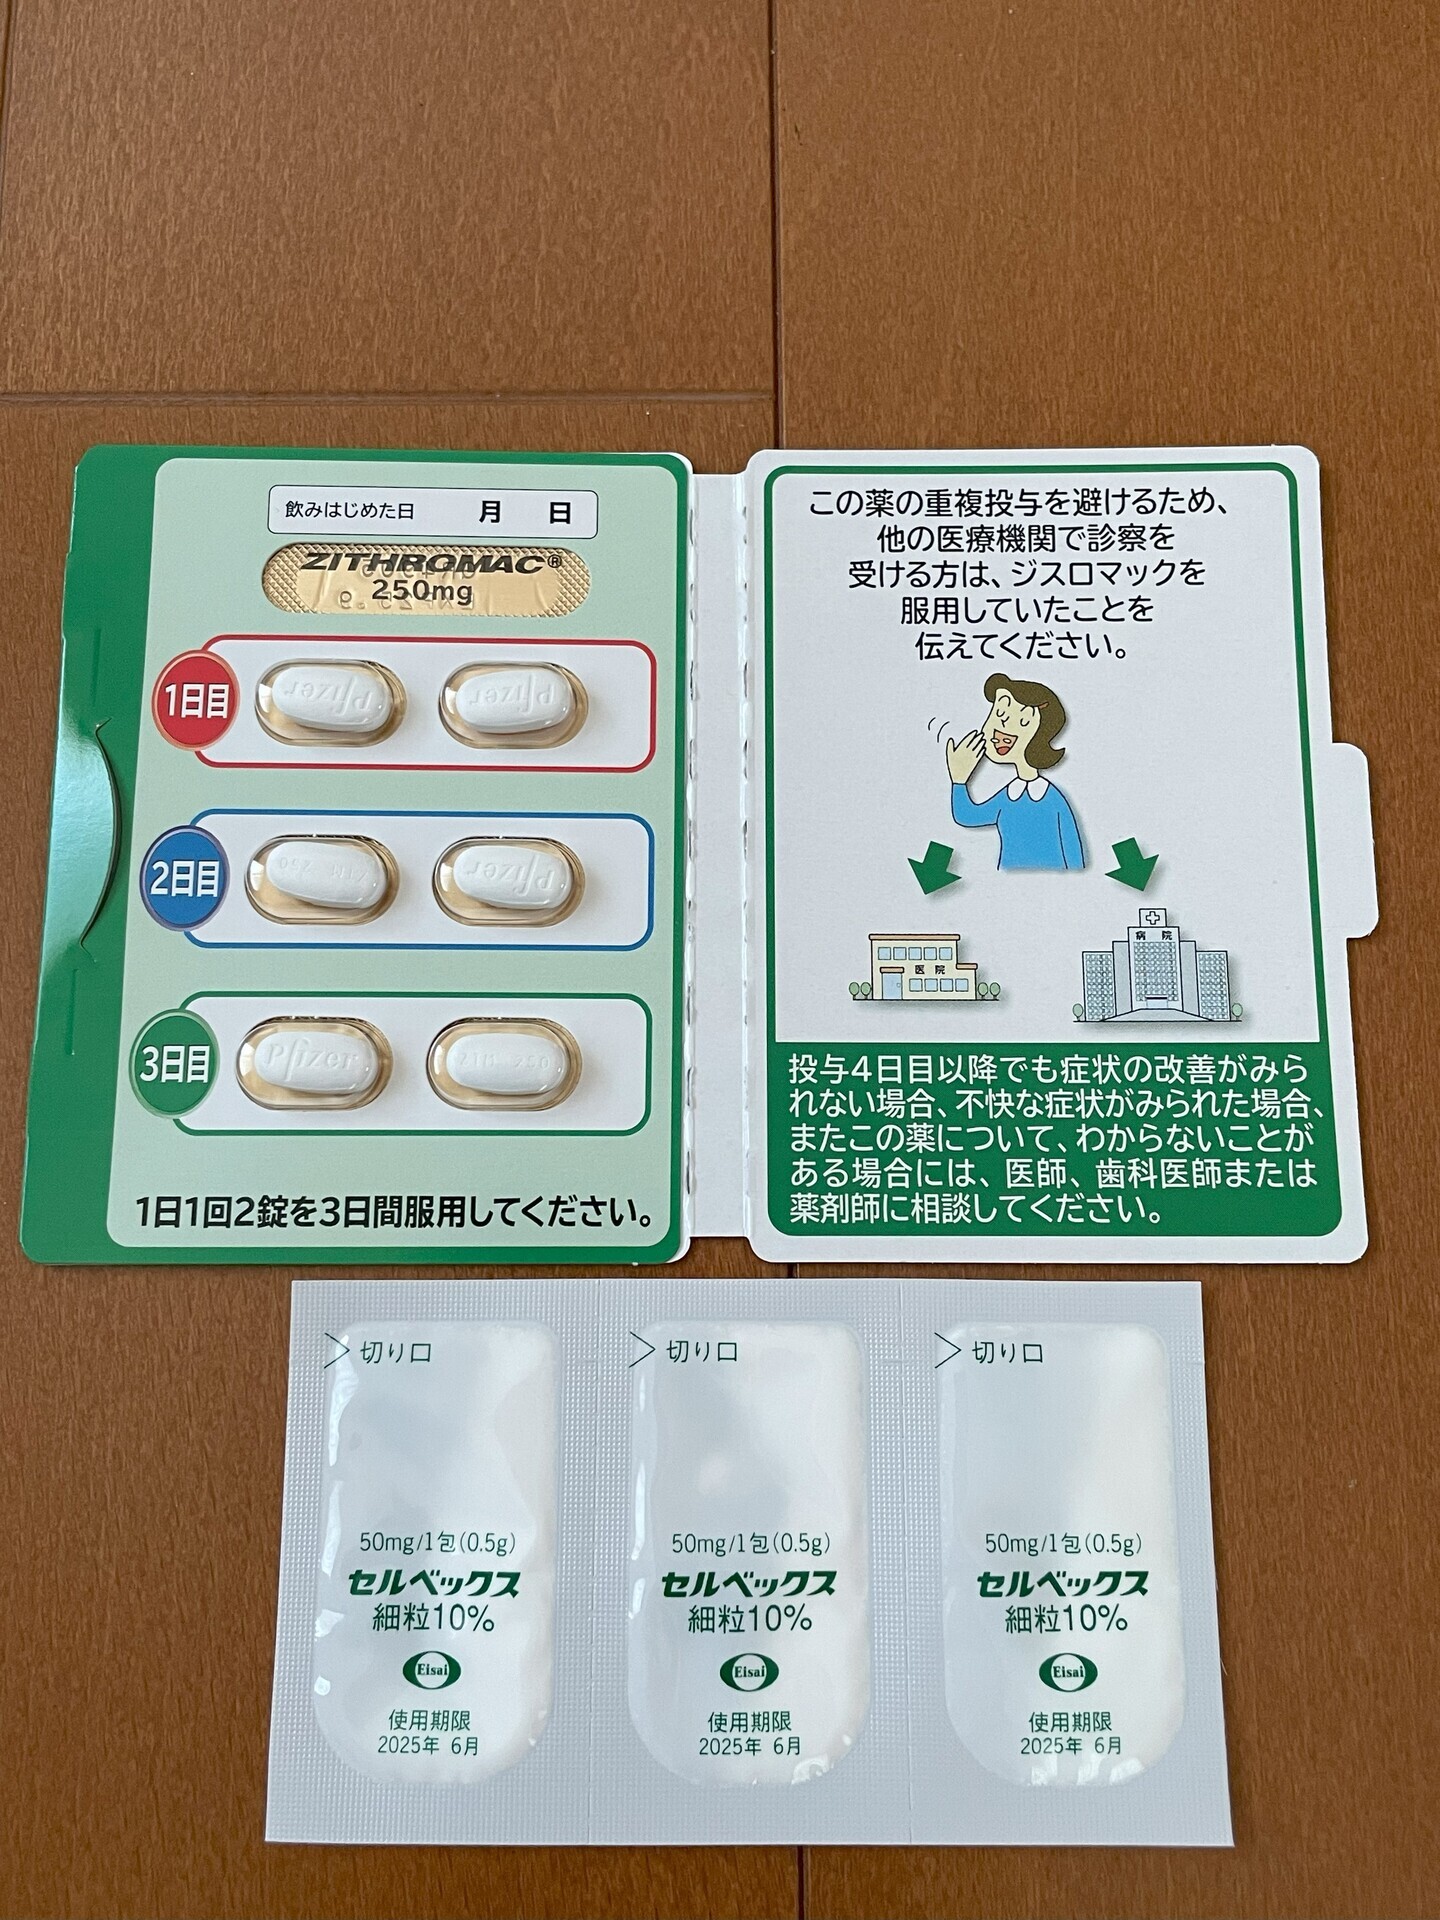 飲みはじめた日 月 日
ZITHROMAC®
250mg
1日目
Pfizer Pfizer
2日目
ZTM 250 Pfizer
3日目
Pfizer ZTM 250
1日1回2錠を3日間服用してください。
この薬の重複投与を避けるため、
他の医療機関で診察を
受ける方は、ジスロマックを
服用していたことを
伝えてください。
医院
病院
投与4日目以降でも症状の改善がみら
れない場合、不快な症状がみられた場合、
またこの薬について、わからないことが
ある場合には、医師、歯科医師または
薬剤師に相談してください。
切り口
50mg/1包(0.5g)
セルベックス
細粒10%
Eisai
使用期限
2025年 6月
切り口
50mg/1包(0.5g)
セルベックス
細粒10%
Eisai
使用期限
2025年 6月
切り口
50mg/1包(0.5g)
セルベックス
細粒10%
Eisai
使用期限
2025年 6月